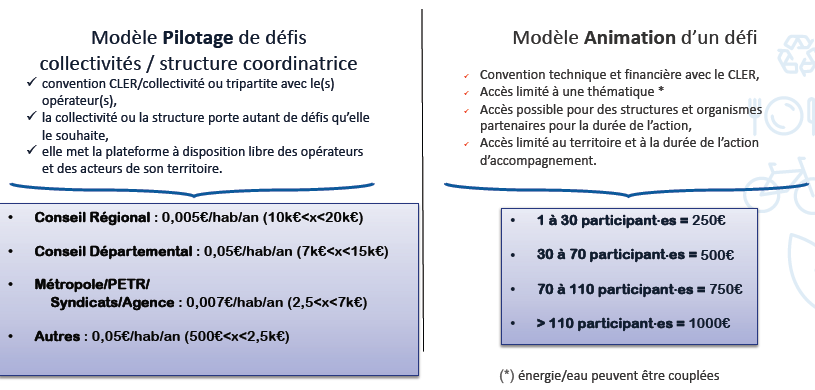 Modèle Pilotage de défis
collectivités / structure coordinatrice
✓ convention CLER/collectivité ou tripartite avec le(s)
opérateur(s),
✓ la collectivité ou la structure porte autant de défis qu'elle
le souhaite,
✓ elle met la plateforme à disposition libre des opérateurs
et des acteurs de son territoire.
• Conseil Régional : 0,005€/hab/an (10k€<x<20k€)
• Conseil Départemental : 0,05€/hab/an (7k€<x<15k€)
• Métropole/PETR/
Syndicats/Agence : 0,007€/hab/an (2,5<x<7k€)
• Autres : 0,05€/hab/an (500€<x<2,5k€)
Modèle Animation d'un défi
✓ Convention technique et financière avec le CLER,
✓ Accès limité à une thématique *
✓ Accès possible pour des structures et organismes
partenaires pour la durée de l'action,
✓ Accès limité au territoire et à la durée de l'action
d'accompagnement.
• 1 à 30 participant·es = 250€
• 30 à 70 participant·es = 500€
• 70 à 110 participant·es = 750€
• > 110 participant·es = 1000€
(*) énergie/eau peuvent être couplées